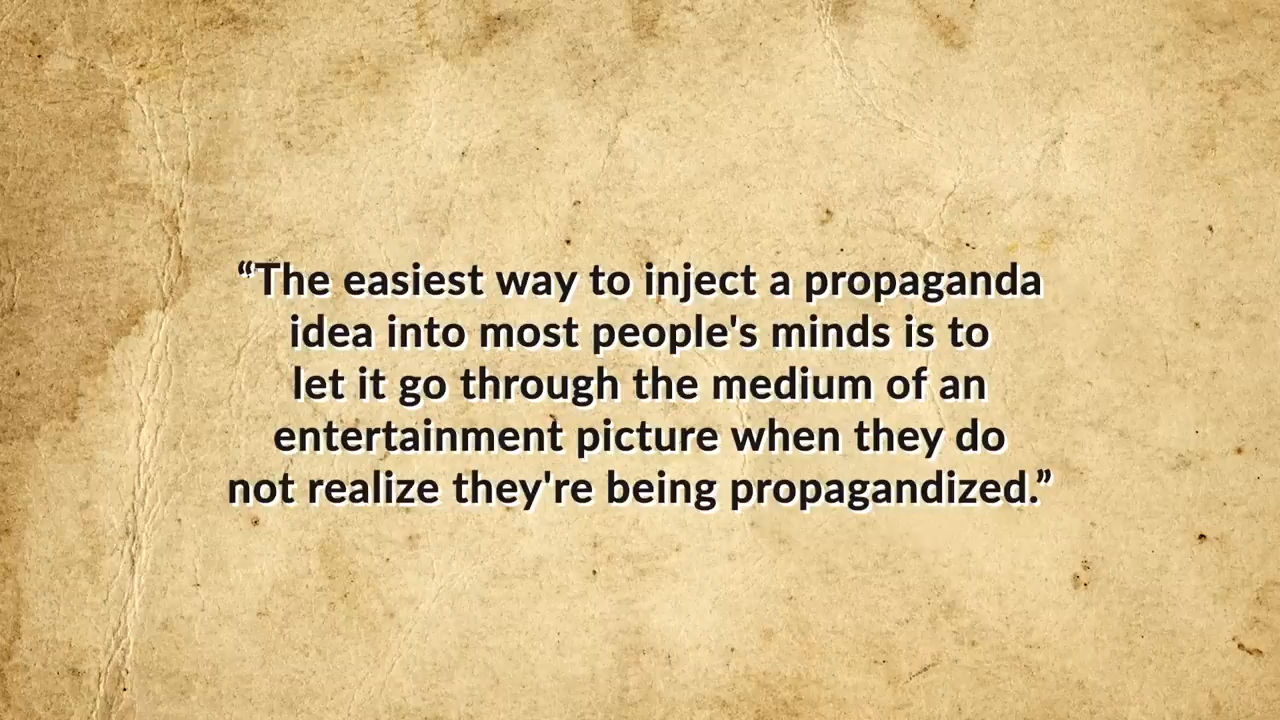 “The easiest way to inject a propaganda
idea into most people's minds is to
let it go through the medium of an
entertainment picture when they do
not realize they're being propagandized.”